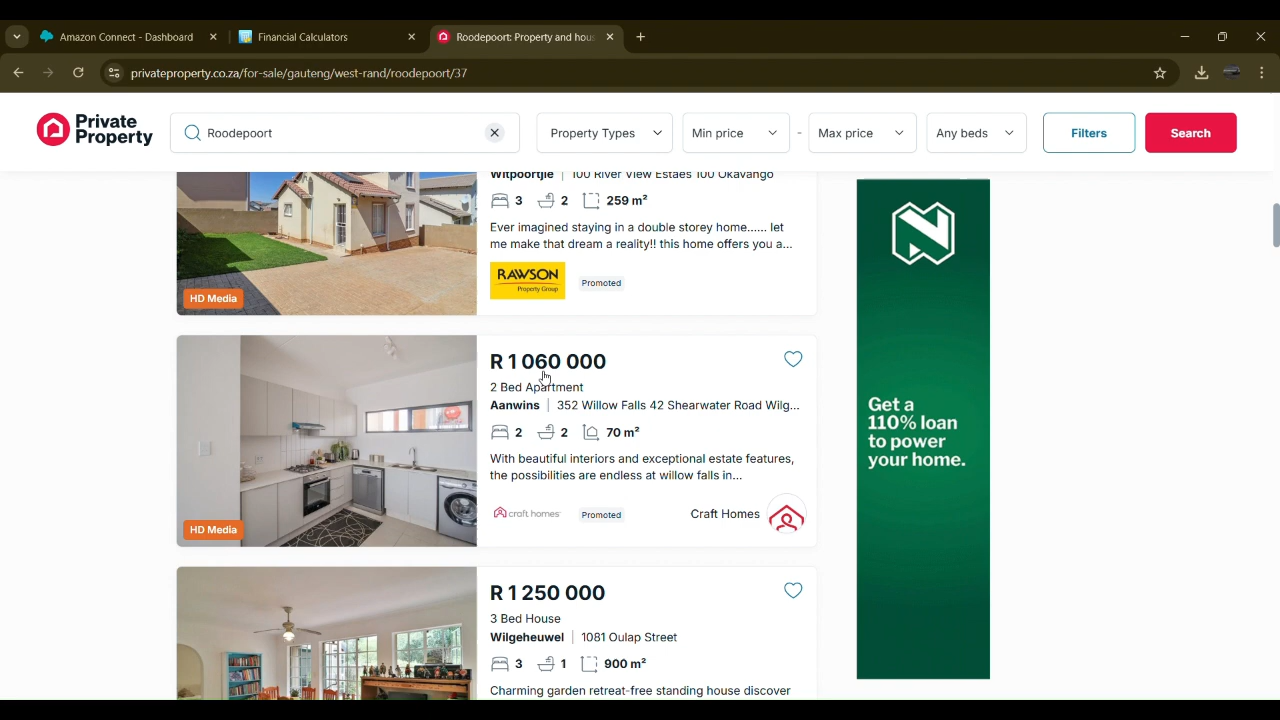 Amazon Connect - Dashboard
Financial Calculators
Roodepoort: Property and hou
privateproperty.co.za/for-sale/gauteng/west-rand/roodepoort/37
Private
Property
Roodepoort
Property Types
Min price
-
Max price
Any beds
Filters
Search
Witpoortjie | 100 River View Estaes 100 Okavango
3 2 259 m²
Ever imagined staying in a double storey home...... let
me make that dream a reality!! this home offers you a...
RAWSON
Property Group
Promoted
HD Media
R 1 060 000
2 Bed Apartment
Aanwins | 352 Willow Falls 42 Shearwater Road Wilg...
2 2 70 m²
With beautiful interiors and exceptional estate features,
the possibilities are endless at willow falls in...
craft homes
Promoted
Craft Homes
HD Media
R 1 250 000
3 Bed House
Wilgeheuwel | 1081 Oulap Street
3 1 900 m²
Charming garden retreat-free standing house discover
Get a
110% loan
to power
your home.